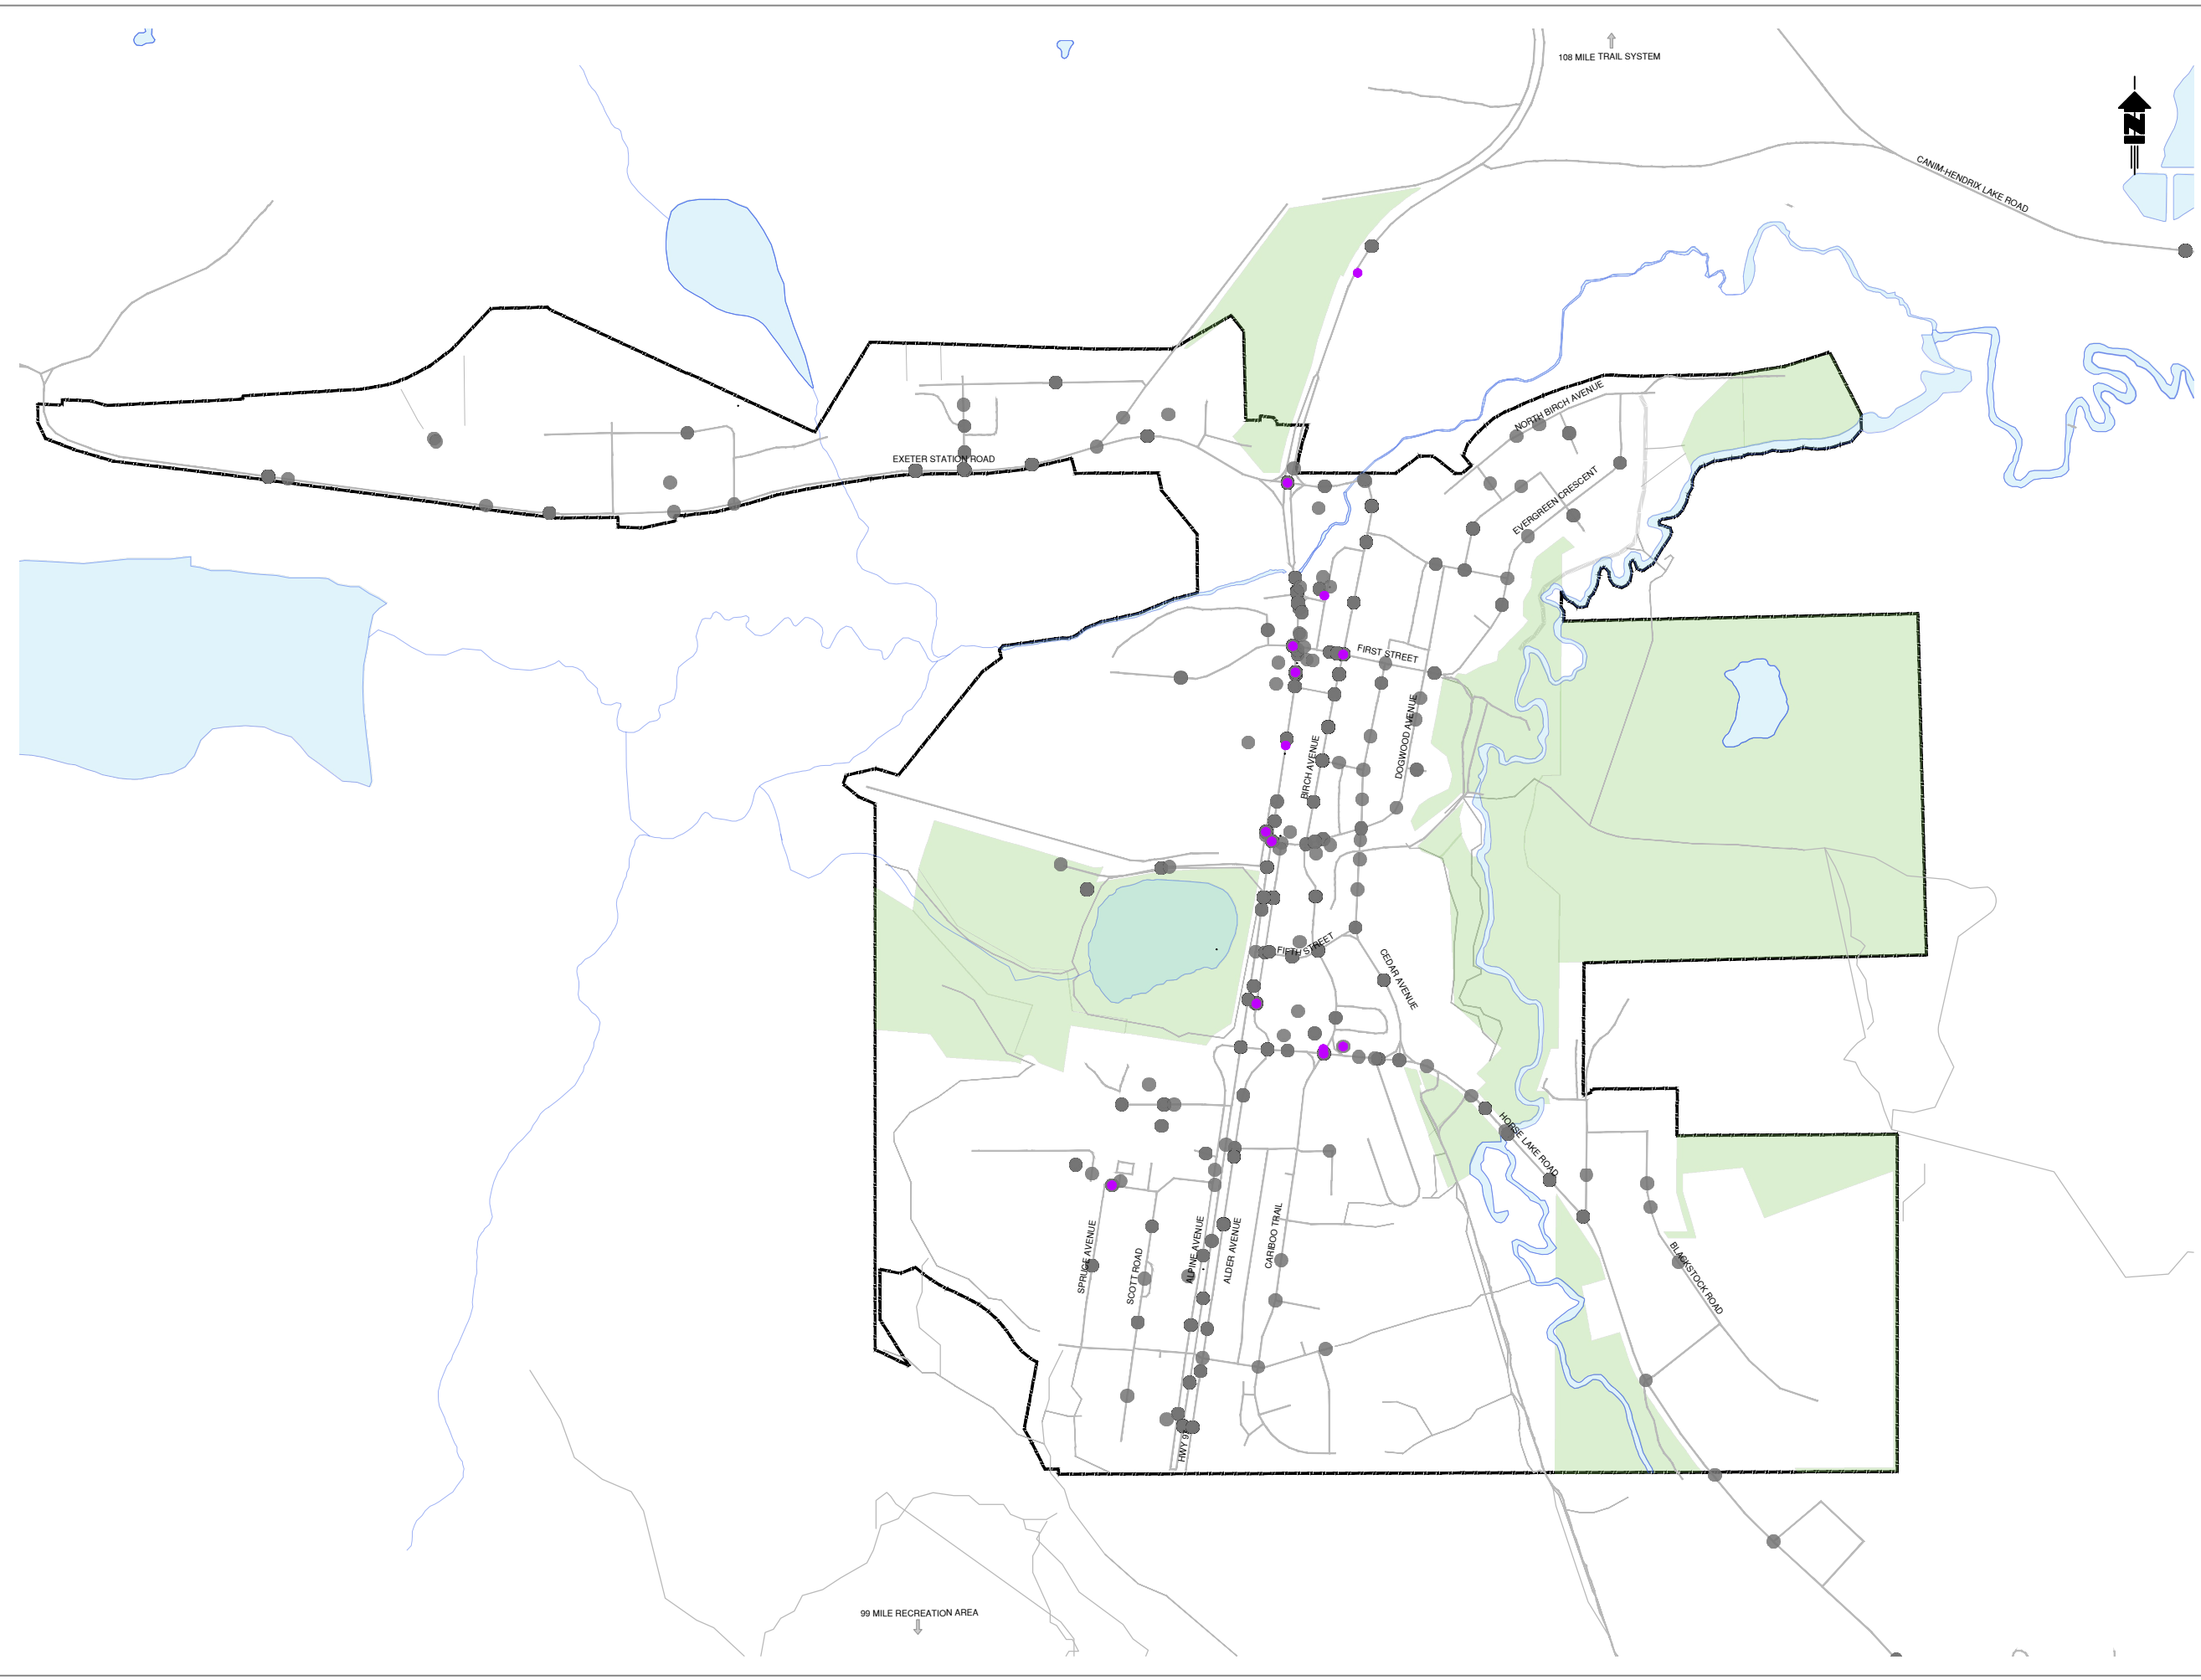 108 MILE TRAIL SYSTEM
N
CANIM-HENDRIX LAKE ROAD
NORTH BIRCH AVENUE
EXETER STATION ROAD
EVERGREEN CRESCENT
FIRST STREET
DOGWOOD AVENUE
BIRCH AVENUE
FIFTH STREET
CEDAR AVENUE
HORSE LAKE ROAD
SPRUCE AVENUE
SCOTT ROAD
ALPINE AVENUE
ALDER AVENUE
CARIBOO TRAIL
BLACKSTOCK ROAD
HWY 97
99 MILE RECREATION AREA